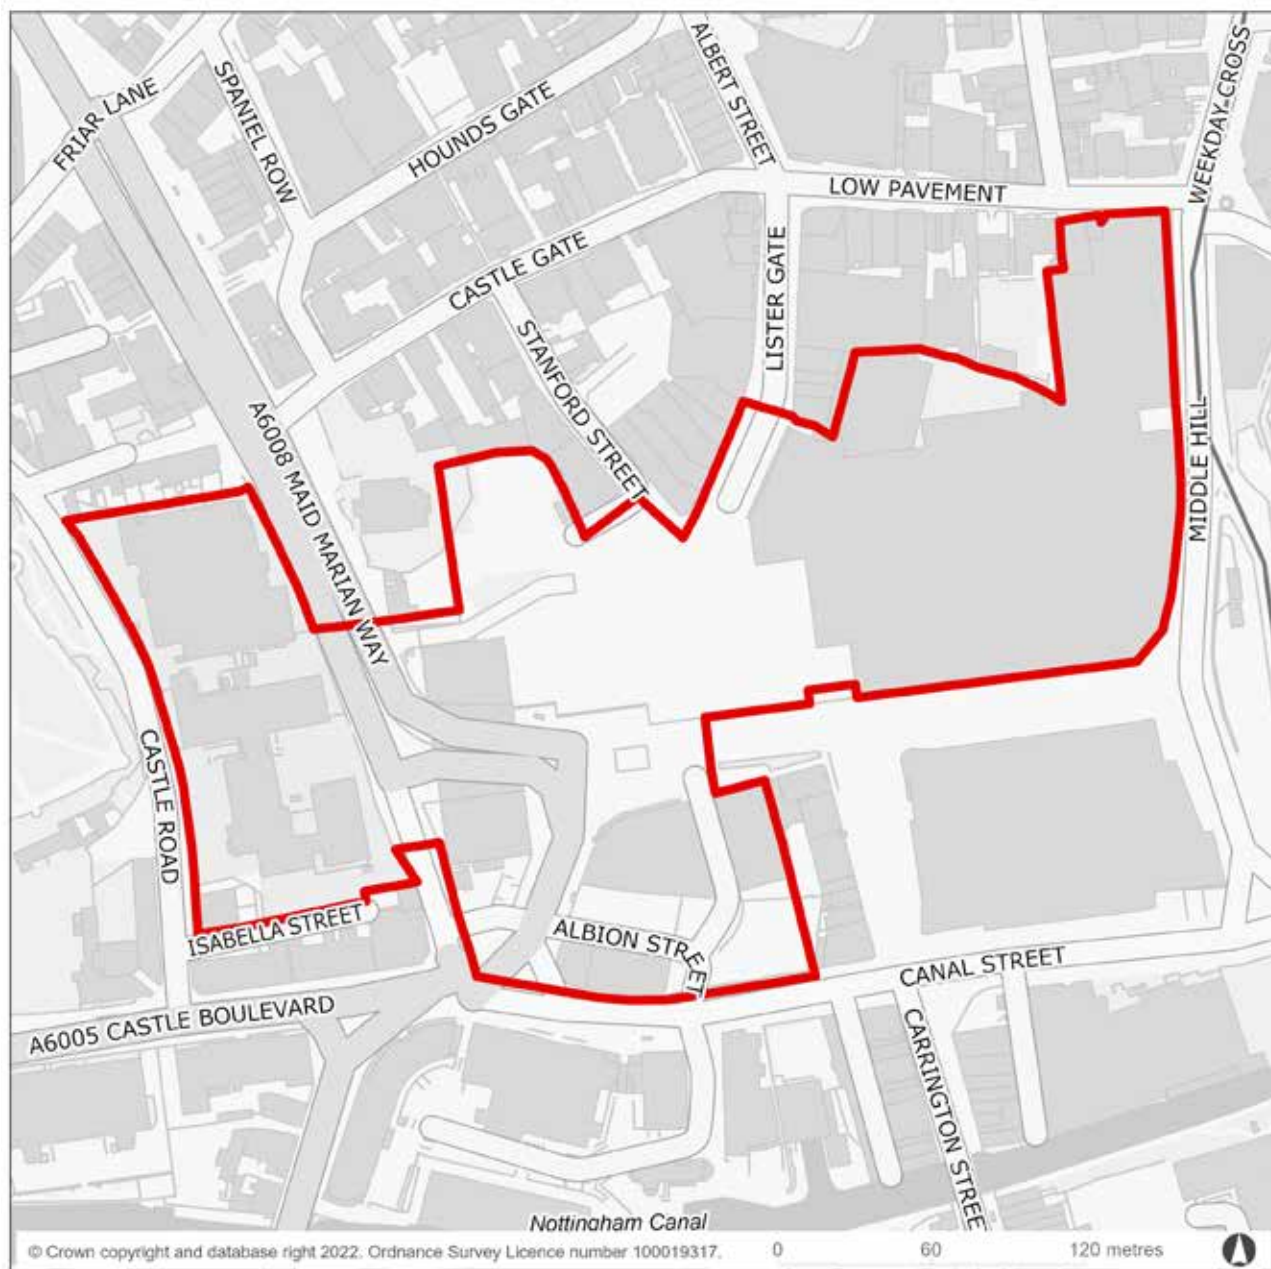 WEEKDAY CROSS
ALBERT STREET
FRIAR LANE
SPANIEL ROW
HOUNDS GATE
LOW PAVEMENT
CASTLE GATE
LISTER GATE
STANFORD STREET
A6008 MAID MARIAN WAY
MIDDLE HILL
CASTLE ROAD
ISABELLA STREET
ALBION STREET
CANAL STREET
A6005 CASTLE BOULEVARD
CARRINGTON STREE
Nottingham Canal
© Crown copyright and database right 2022. Ordnance Survey Licence number 100019317.
0 60 120 metres